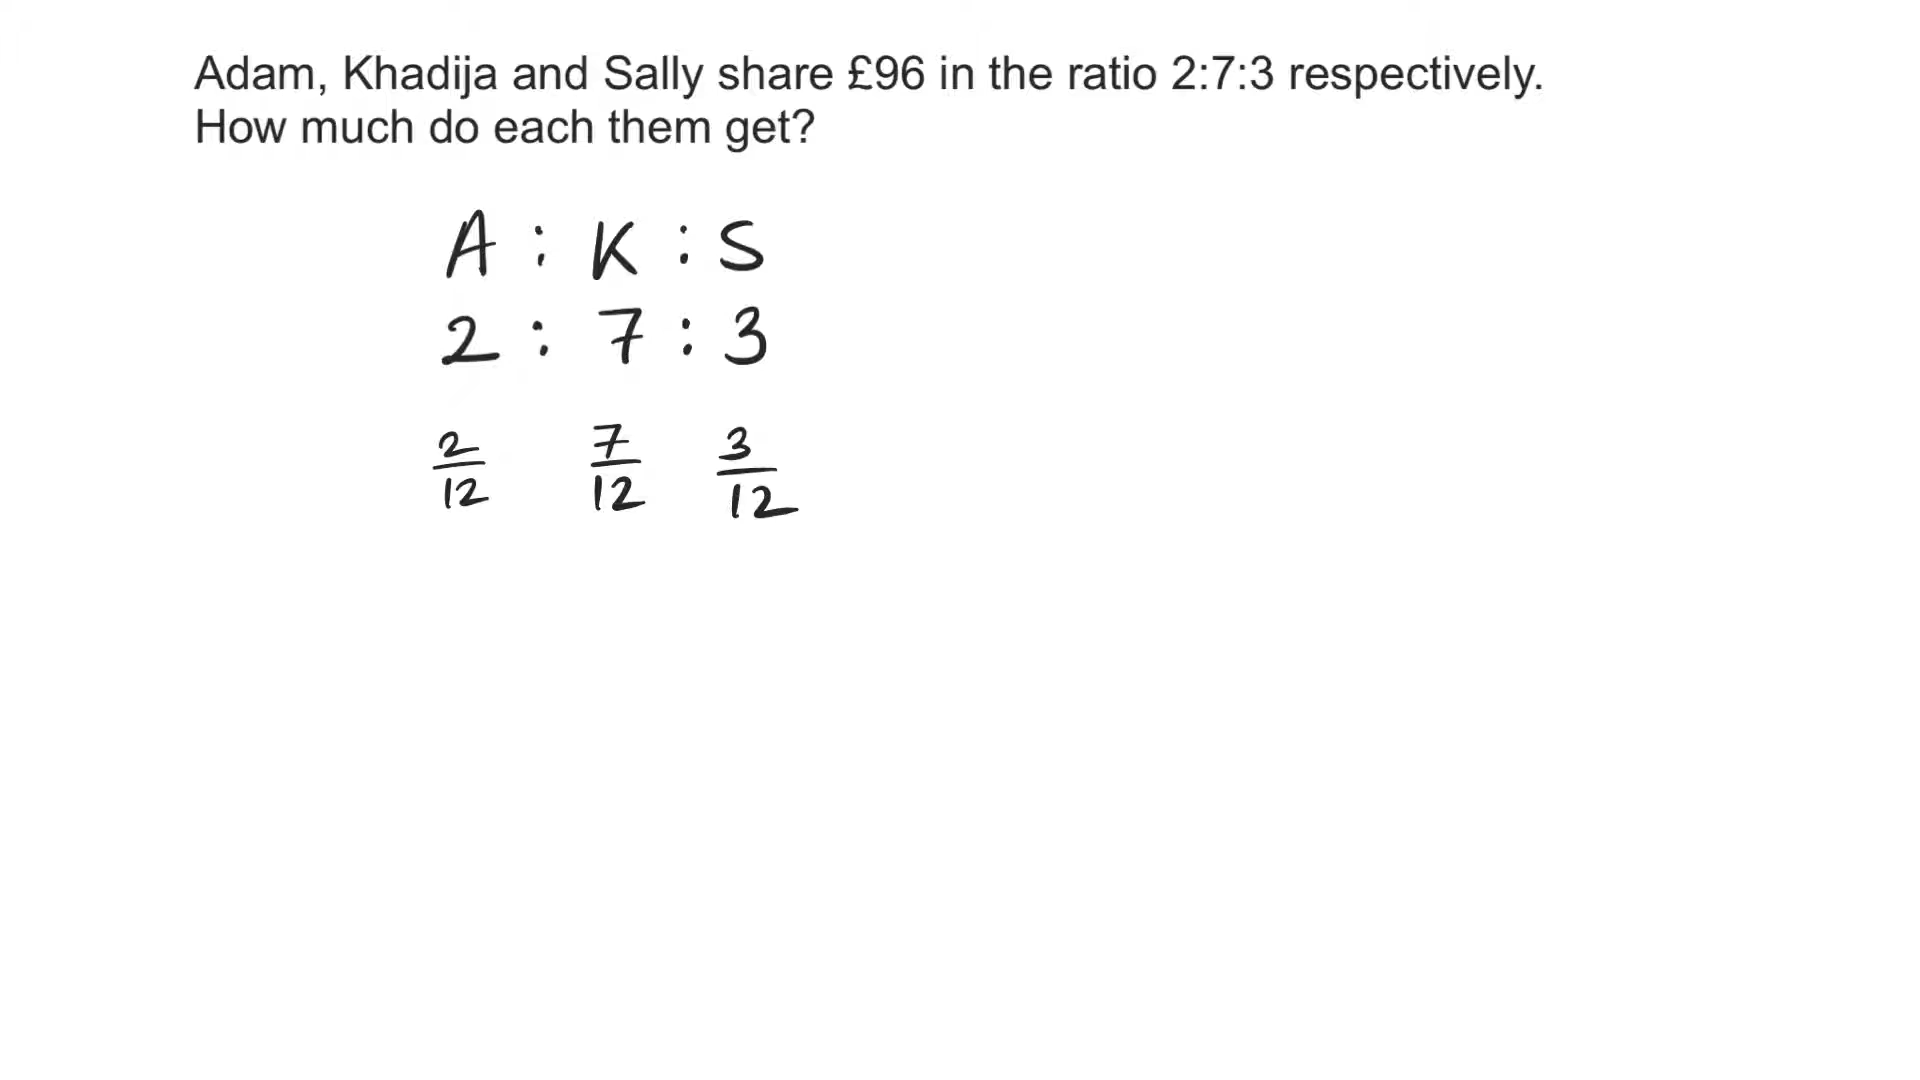 Adam, Khadija and Sally share £96 in the ratio 2:7:3 respectively.
How much do each them get?
A : K : S
2 : 7 : 3
2/12 7/12 3/12